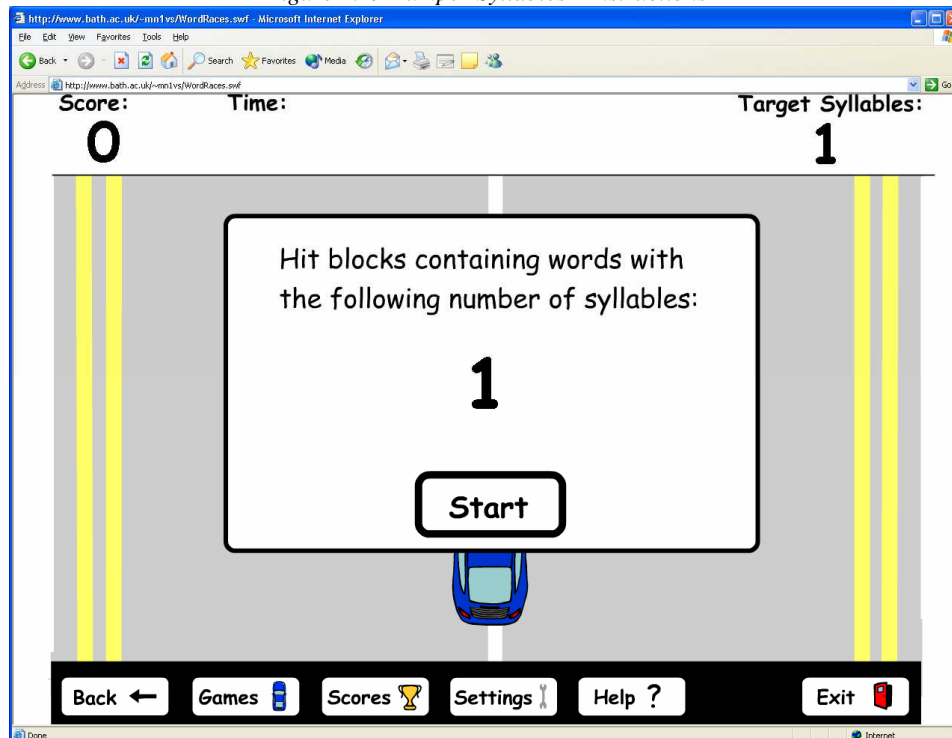 http://www.bath.ac.uk/~mn1vs/WordRaces.swf - Microsoft Internet Explorer
File Edit View Favorites Tools Help
Back Search Favorites Media
Address http://www.bath.ac.uk/~mn1vs/WordRaces.swf Go
Score: Time: Target Syllables:
0 1
Hit blocks containing words with
the following number of syllables:
1
Start
Back Games Scores Settings Help ? Exit
Done Internet